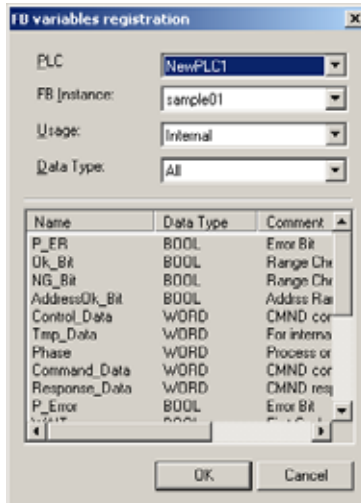 FB variables registration
PLC NewPLC1
FB Instance: sample01
Usage: Internal
Data Type: All
Name Data Type Comment
P_ER BOOL Error Bit
Ok_Bit BOOL Range Che
NG_Bit BOOL Range Che
AddressOk_Bit BOOL Addrss Ran
Control_Data WORD CMND con
Tmp_Data WORD For interna
Phase WORD Process or
Command_Data WORD CMND con
Response_Data WORD CMND resp
P_Error BOOL Error Bit
OK Cancel